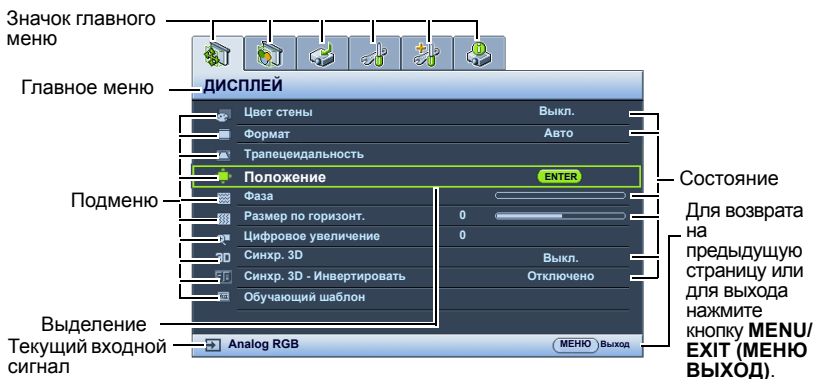 Значок главного
меню
Главное меню
ДИСПЛЕЙ
Цвет стены Выкл.
Формат Авто
Трапецеидальность
Положение ENTER
Фаза
Размер по горизонт. 0
Цифровое увеличение 0
3D Синхр. 3D Выкл.
Синхр. 3D - Инвертировать Отключено
Обучающий шаблон
Analog RGB МЕНЮ Выход
Подменю
Выделение
Текущий входной
сигнал
Состояние
Для возврата
на
предыдущую
страницу или
для выхода
нажмите
кнопку MENU/
EXIT (МЕНЮ
ВЫХОД).